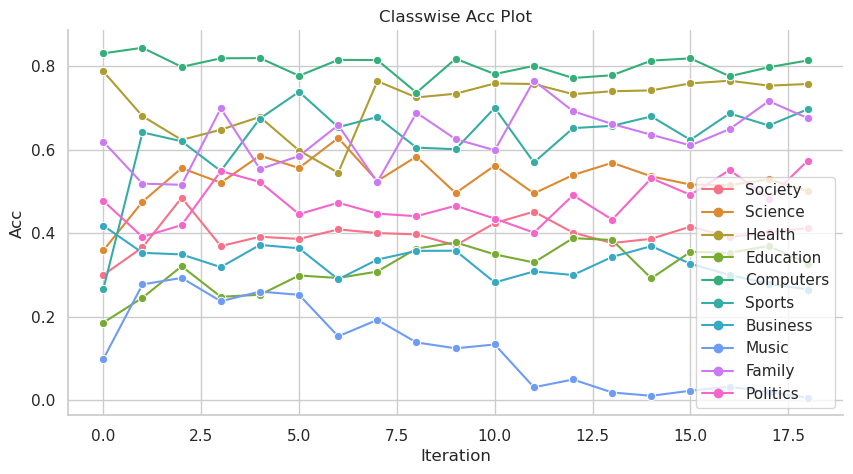 Classwise Acc Plot
Acc
0.8
0.6
0.4
0.2
0.0
0.0 2.5 5.0 7.5 10.0 12.5 15.0 17.5
Iteration
Society
Science
Health
Education
Computers
Sports
Business
Music
Family
Politics